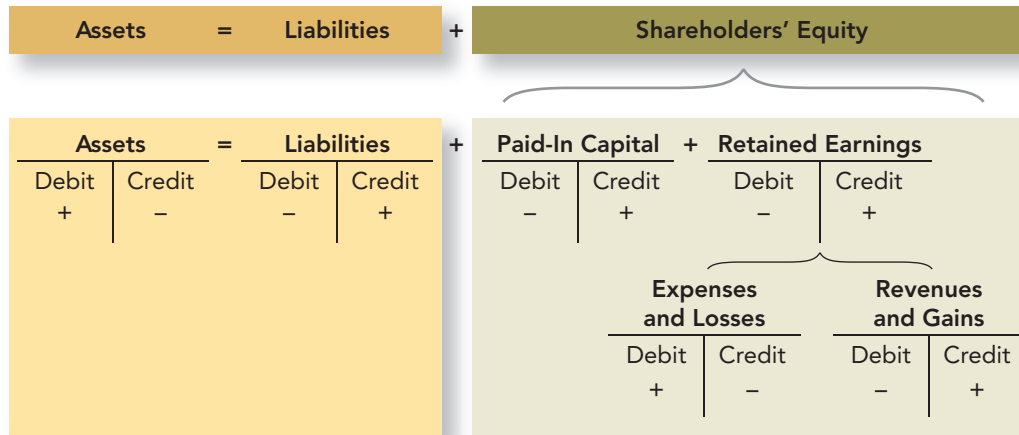 Assets = Liabilities + Shareholders' Equity
Assets = Liabilities + Paid-In Capital + Retained Earnings
Debit Credit Debit Credit Debit Credit Debit Credit
+ – – + – + – +
Expenses and Losses
Debit Credit
+ –
Revenues and Gains
Debit Credit
– +